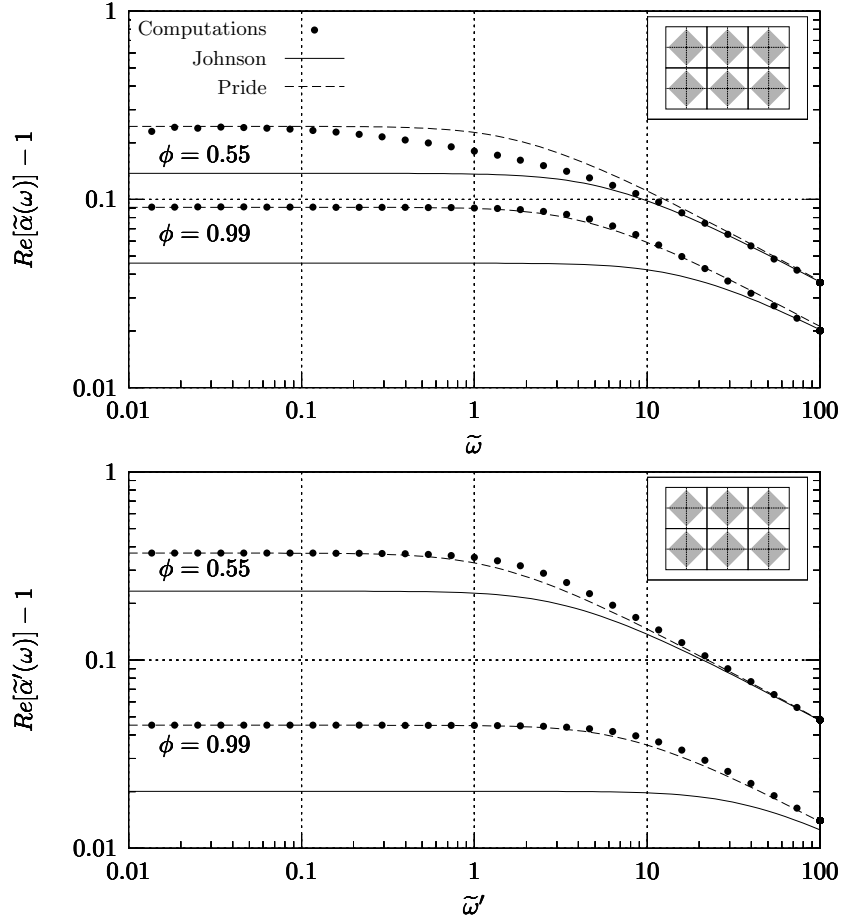 1
0.1
0.01
Re[α̃(ω)] − 1
Computations
Johnson
Pride
ϕ = 0.55
ϕ = 0.99
0.01 0.1 1 10 100
ω̃
1
0.1
0.01
Re[α̃′(ω)] − 1
ϕ = 0.55
ϕ = 0.99
0.01 0.1 1 10 100
ω̃′